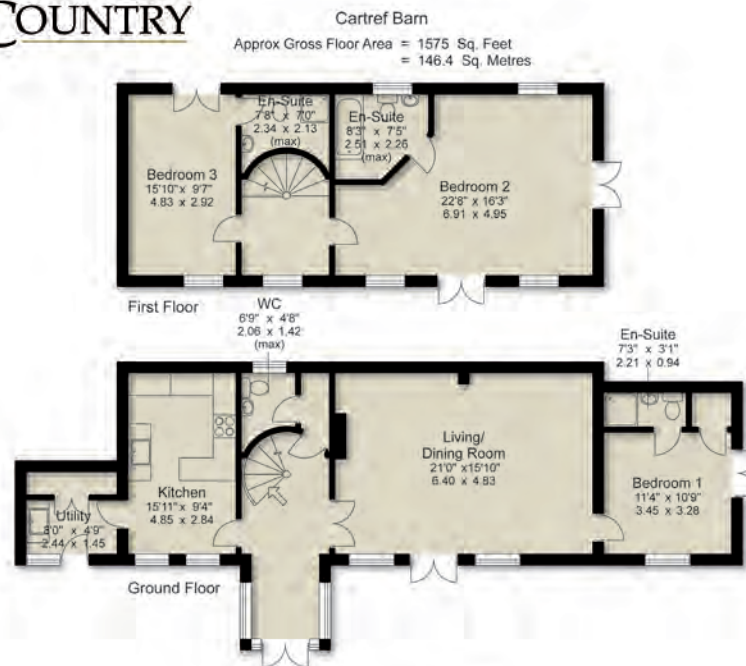 COUNTRY
Cartref Barn
Approx Gross Floor Area = 1575 Sq. Feet
= 146.4 Sq. Metres
En-Suite
7'8" x 7'0"
2.34 x 2.13
(max)
En-Suite
8'3" x 7'5"
2.51 x 2.26
(max)
Bedroom 3
15'10" x 9'7"
4.83 x 2.92
Bedroom 2
22'8" x 16'3"
6.91 x 4.95
First Floor
WC
6'9" x 4'8"
2.06 x 1.42
(max)
En-Suite
7'3" x 3'1"
2.21 x 0.94
Living/
Dining Room
21'0" x15'10"
6.40 x 4.83
Kitchen
15'11" x 9'4"
4.85 x 2.84
Bedroom 1
11'4" x 10'9"
3.45 x 3.28
Utility
8'0" x 4'9"
2.44 x 1.45
Ground Floor